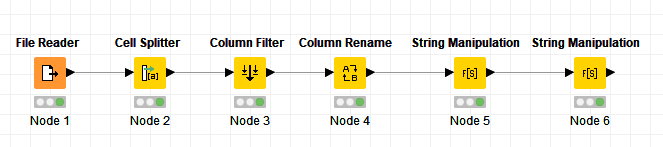 File Reader Cell Splitter Column Filter Column Rename String Manipulation String Manipulation
[a] A B F[S] F[S]
Node 1 Node 2 Node 3 Node 4 Node 5 Node 6